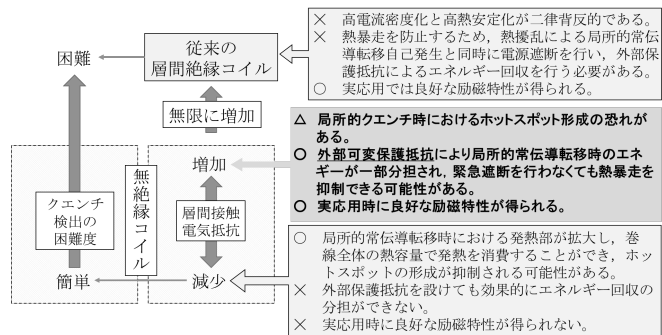 × 高電流密度化と高熱安定化が二律背反的である。
× 熱暴走を防止するため，熱擾乱による局所的常伝
導転移自己発生と同時に電源遮断を行い，外部保
護抵抗によるエネルギー回収を行う必要がある。
○ 実応用では良好な励磁特性が得られる。
困難
従来の
層間絶縁コイル
無限に増加
△ 局所的クエンチ時におけるホットスポット形成の恐れが
ある。
○ 外部可変保護抵抗により局所的常伝導転移時のエネル
ギーが一部分担され，緊急遮断を行わなくても熱暴走を
抑制できる可能性がある。
○ 実応用時に良好な励磁特性が得られる。
増加
無絶縁コイル
クエンチ
検出の
困難度
層間接触
電気抵抗
簡単
減少
○ 局所的常伝導転移時における発熱部が拡大し，巻
線全体の熱容量で発熱を消費することができ，ホッ
トスポットの形成が抑制される可能性がある。
× 外部保護抵抗を設けても効果的にエネルギー回収の
分担ができない。
× 実応用時に良好な励磁特性が得られない。